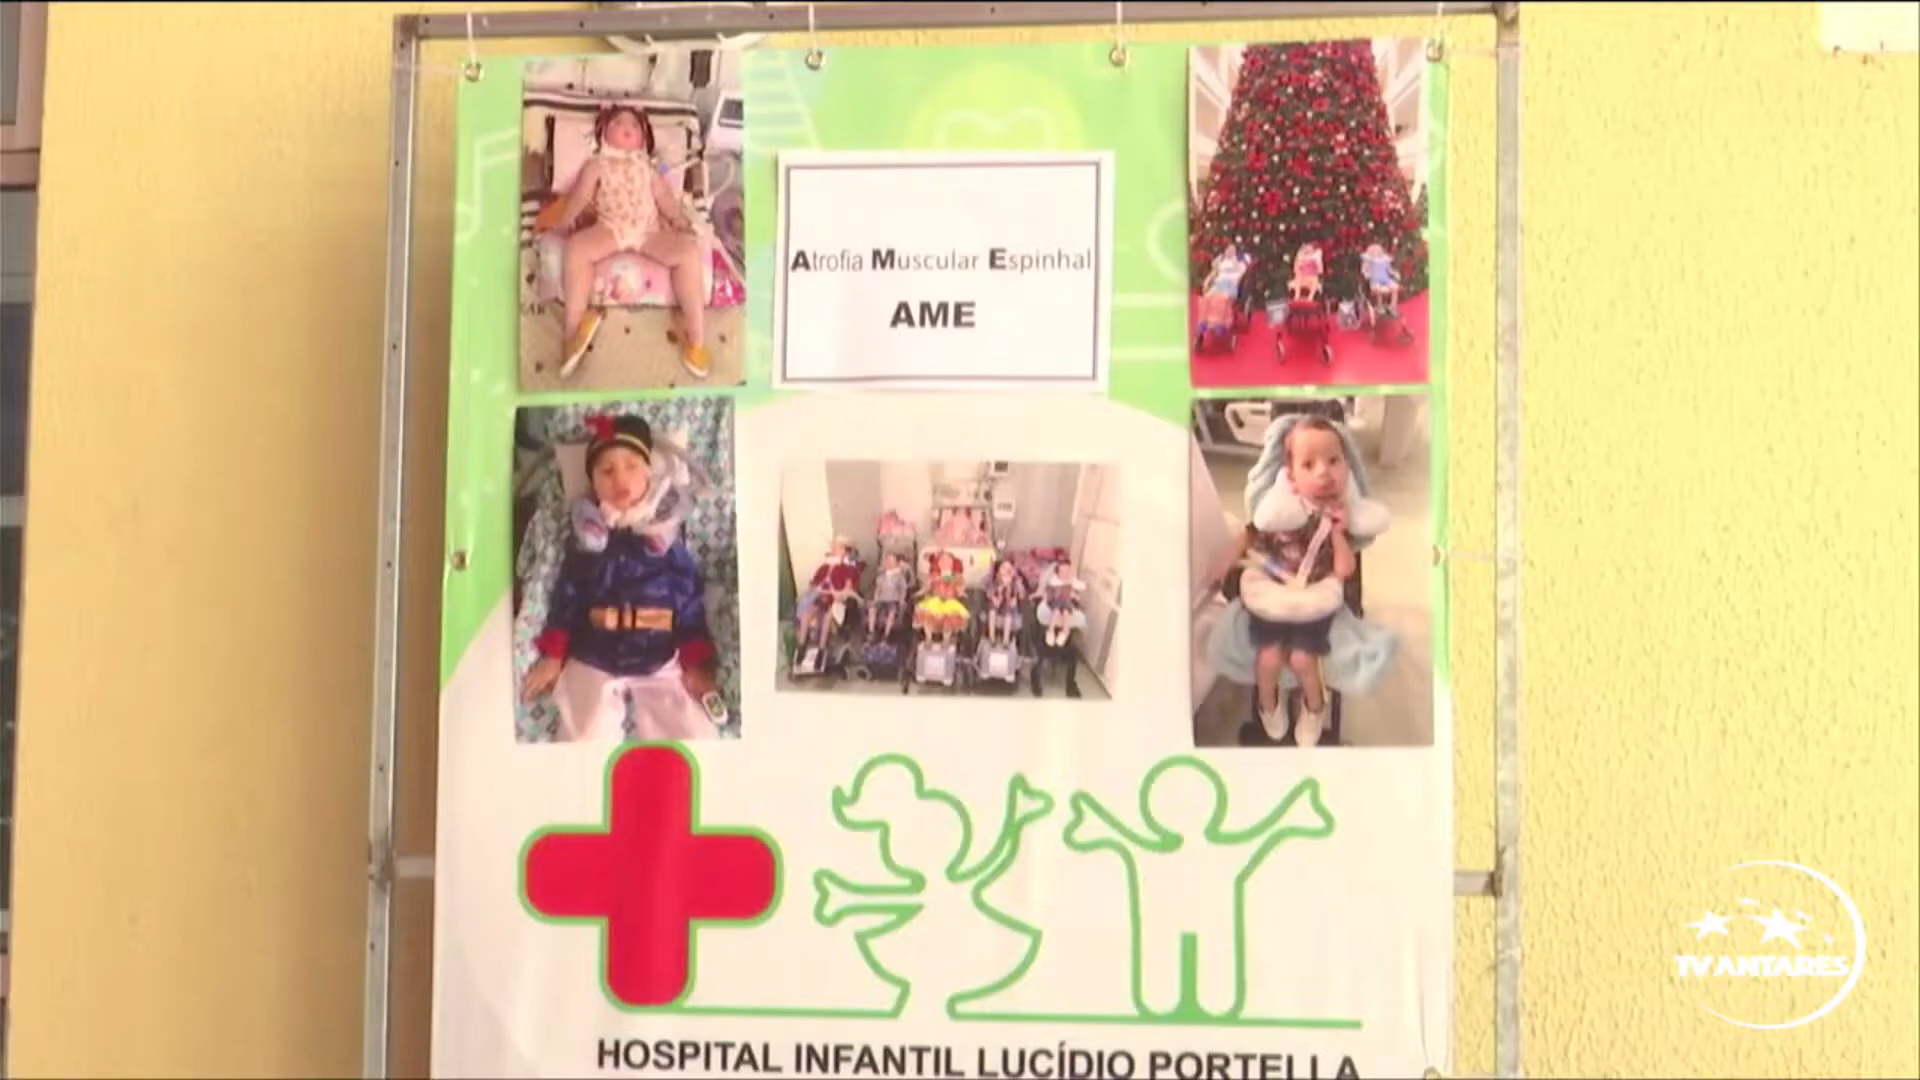 Atrofia Muscular Espinhal
AME
HOSPITAL INFANTIL LUCÍDIO PORTELLA
TV ANTARES